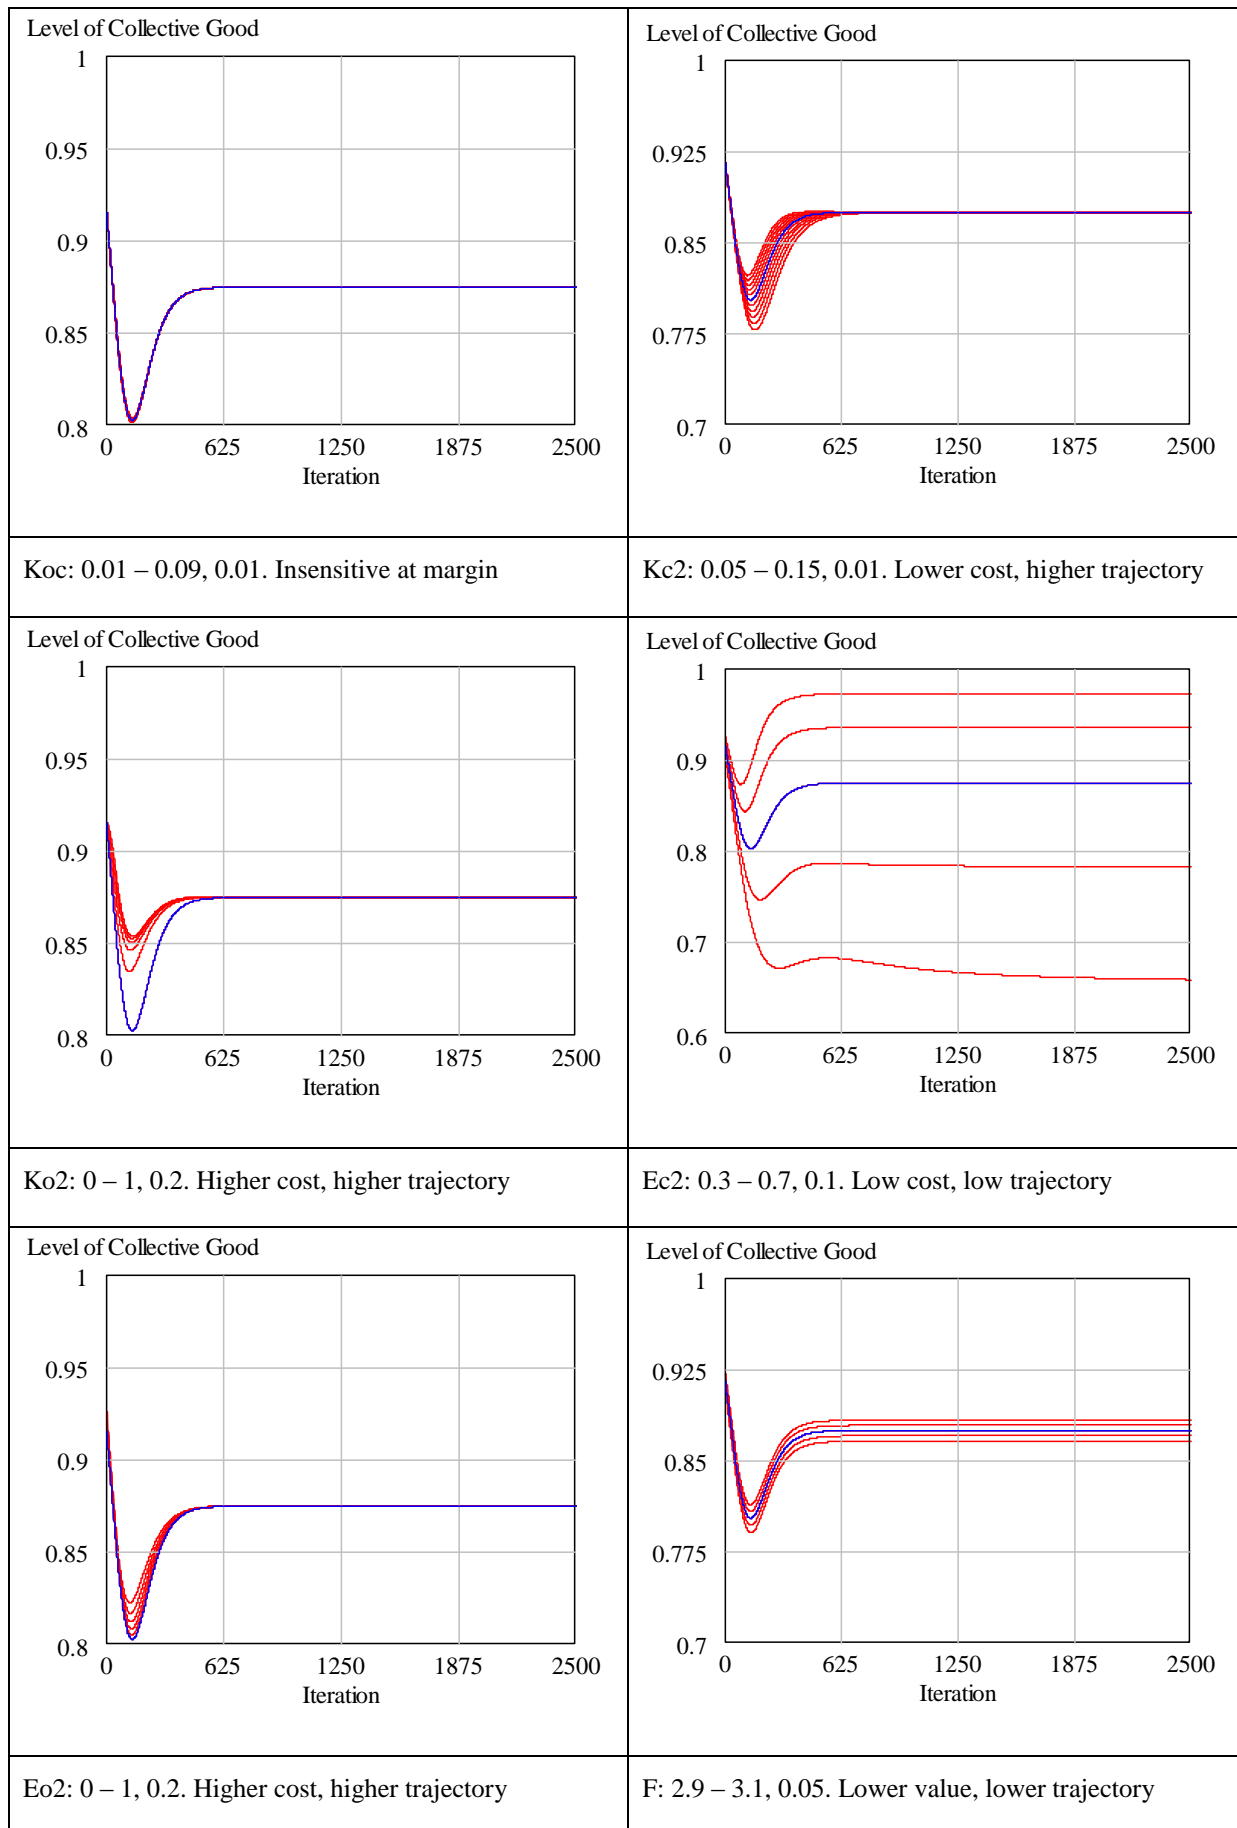 Level of Collective Good
1
0.95
0.9
0.85
0.8
0 625 1250 1875 2500
Iteration
Level of Collective Good
1
0.925
0.85
0.775
0.7
0 625 1250 1875 2500
Iteration
Koc: 0.01 – 0.09, 0.01. Insensitive at margin
Kc2: 0.05 – 0.15, 0.01. Lower cost, higher trajectory
Level of Collective Good
1
0.95
0.9
0.85
0.8
0 625 1250 1875 2500
Iteration
Level of Collective Good
1
0.9
0.8
0.7
0.6
0 625 1250 1875 2500
Iteration
Ko2: 0 – 1, 0.2. Higher cost, higher trajectory
Ec2: 0.3 – 0.7, 0.1. Low cost, low trajectory
Level of Collective Good
1
0.95
0.9
0.85
0.8
0 625 1250 1875 2500
Iteration
Level of Collective Good
1
0.925
0.85
0.775
0.7
0 625 1250 1875 2500
Iteration
Eo2: 0 – 1, 0.2. Higher cost, higher trajectory
F: 2.9 – 3.1, 0.05. Lower value, lower trajectory